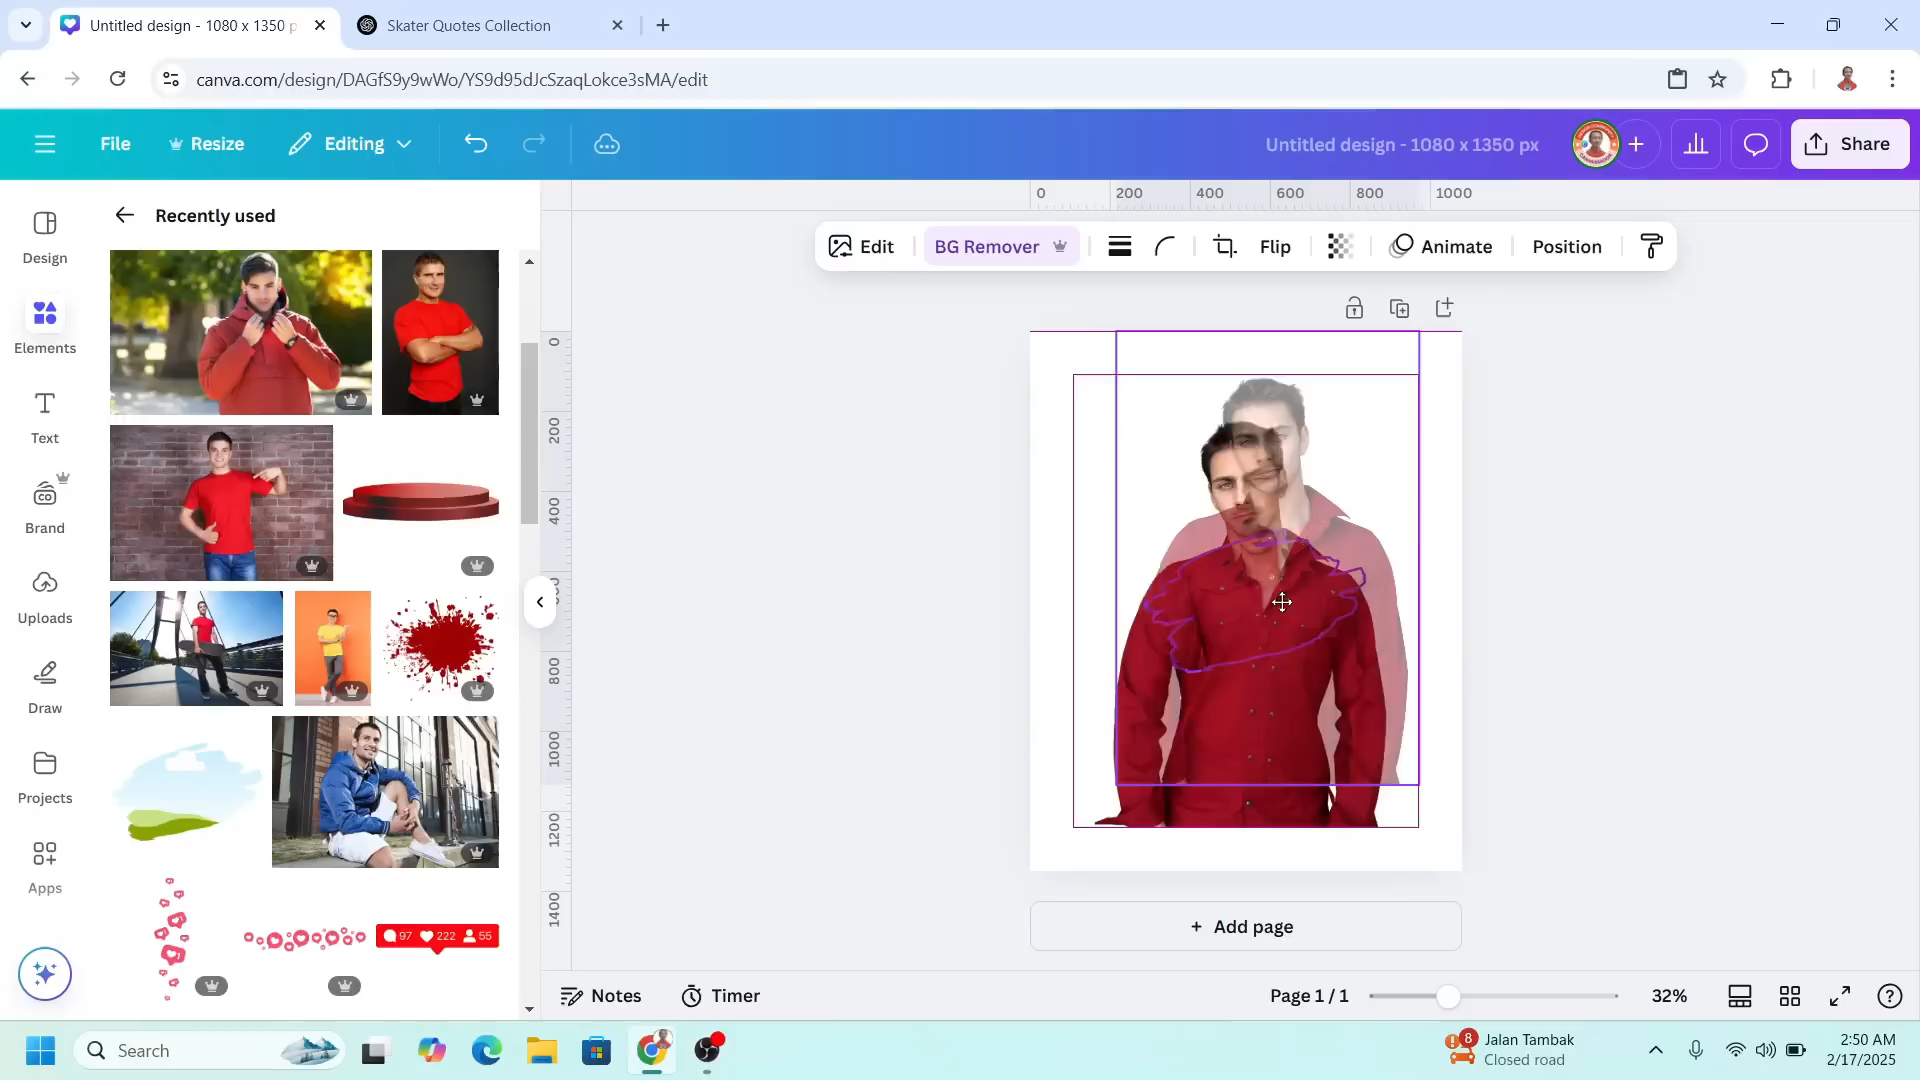 Untitled design - 1080 x 1350 p
Skater Quotes Collection
canva.com/design/DAGfS9y9wWo/YS9d95dJcSzaqLokce3sMA/edit
File
Resize
Editing
Untitled design - 1080 x 1350 px
Share
Design
Elements
Text
Brand
Uploads
Draw
Projects
Apps
Recently used
97 222 55
0 200 400 600 800 1000
Edit
BG Remover
Flip
Animate
Position
0
200
400
600
800
1000
1200
1400
+ Add page
Notes
Timer
Page 1 / 1
32%
Search
8
Jalan Tambak
Closed road
2:50 AM
2/17/2025